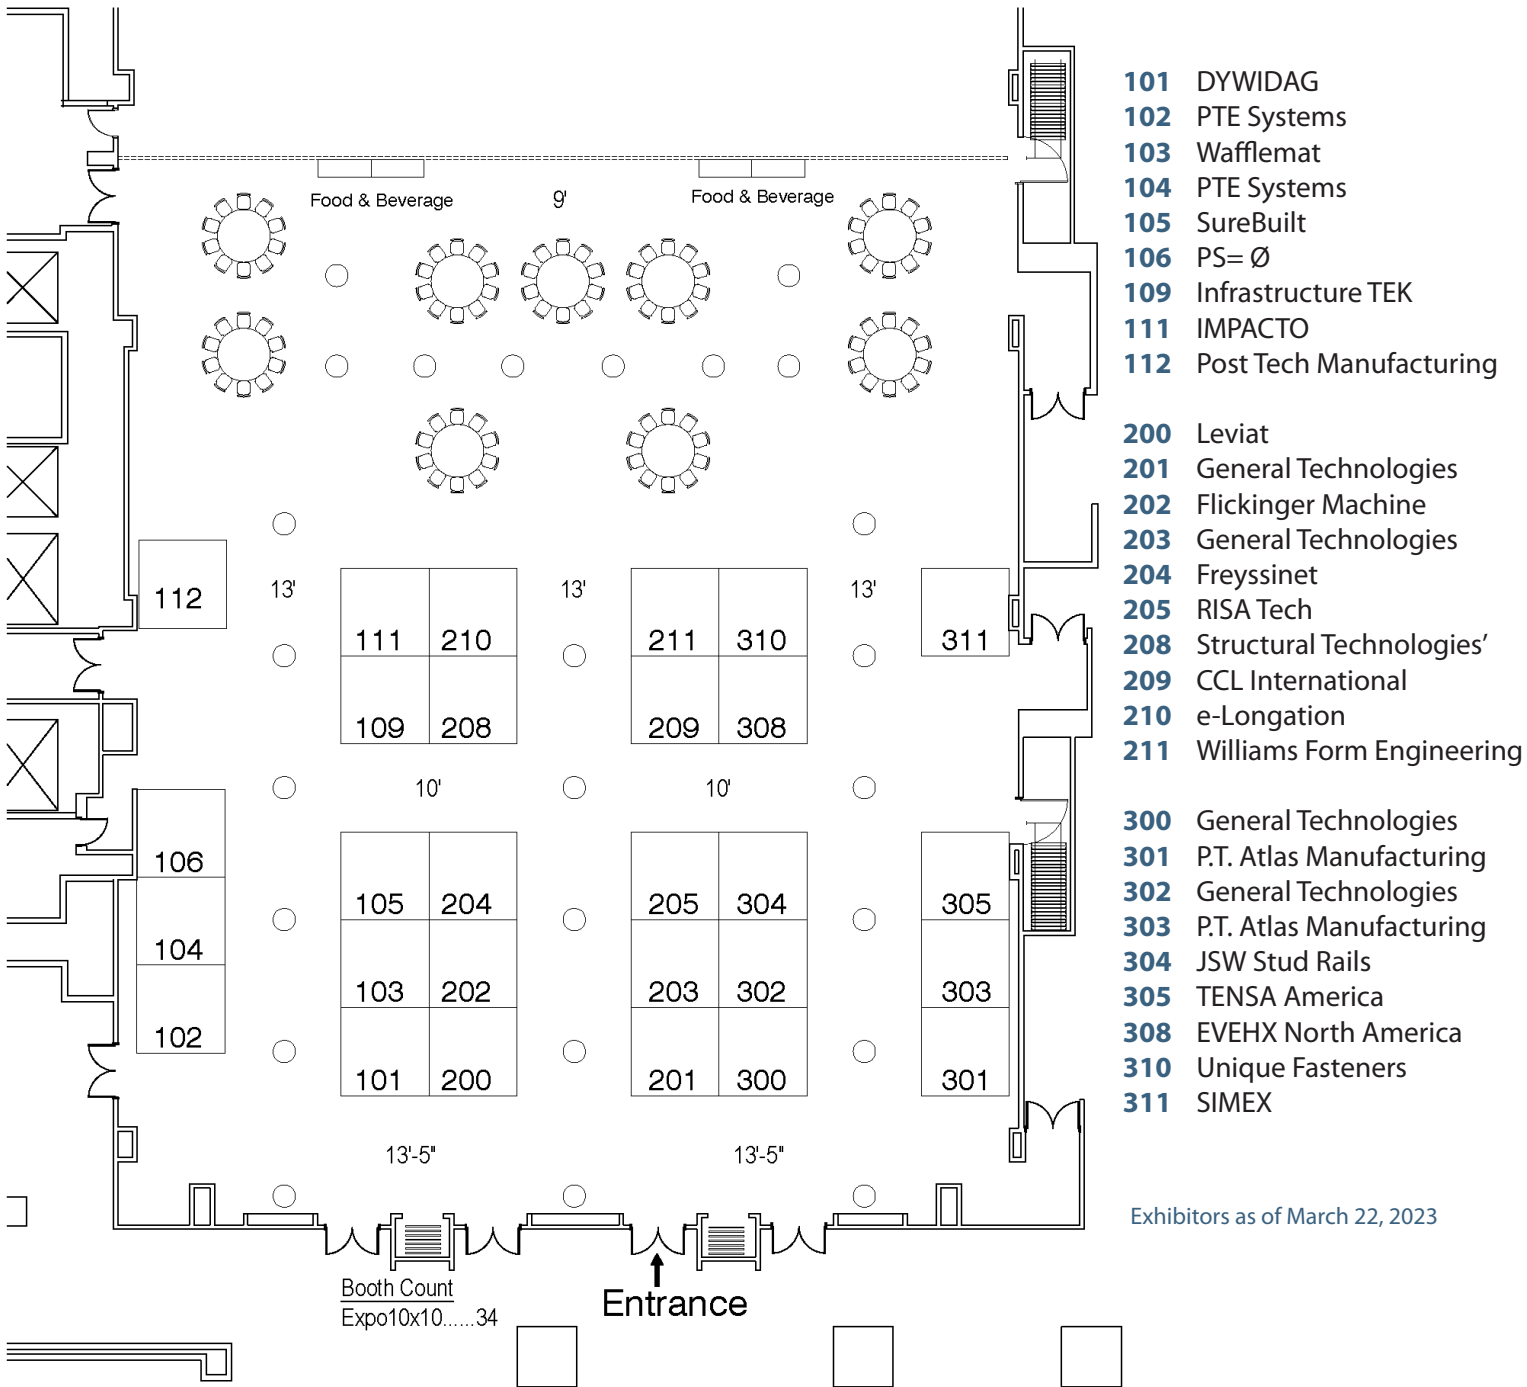 101 DYWIDAG
102 PTE Systems
103 Wafflemat
104 PTE Systems
105 SureBuilt
106 PS= Ø
109 Infrastructure TEK
111 IMPACTO
112 Post Tech Manufacturing
200 Leviat
201 General Technologies
202 Flickinger Machine
203 General Technologies
204 Freyssinet
205 RISA Tech
208 Structural Technologies’
209 CCL International
210 e-Longation
211 Williams Form Engineering
300 General Technologies
301 P.T. Atlas Manufacturing
302 General Technologies
303 P.T. Atlas Manufacturing
304 JSW Stud Rails
305 TENSA America
308 EVEHX North America
310 Unique Fasteners
311 SIMEX
Exhibitors as of March 22, 2023
Food & Beverage 9' Food & Beverage
112 13' 13' 13'
111 210 211 310 311
109 208 209 308
10' 10'
106
105 204 205 304 305
104
103 202 203 302 303
102
101 200 201 300 301
13'-5" 13'-5"
Booth Count
Expo10x10......34
Entrance